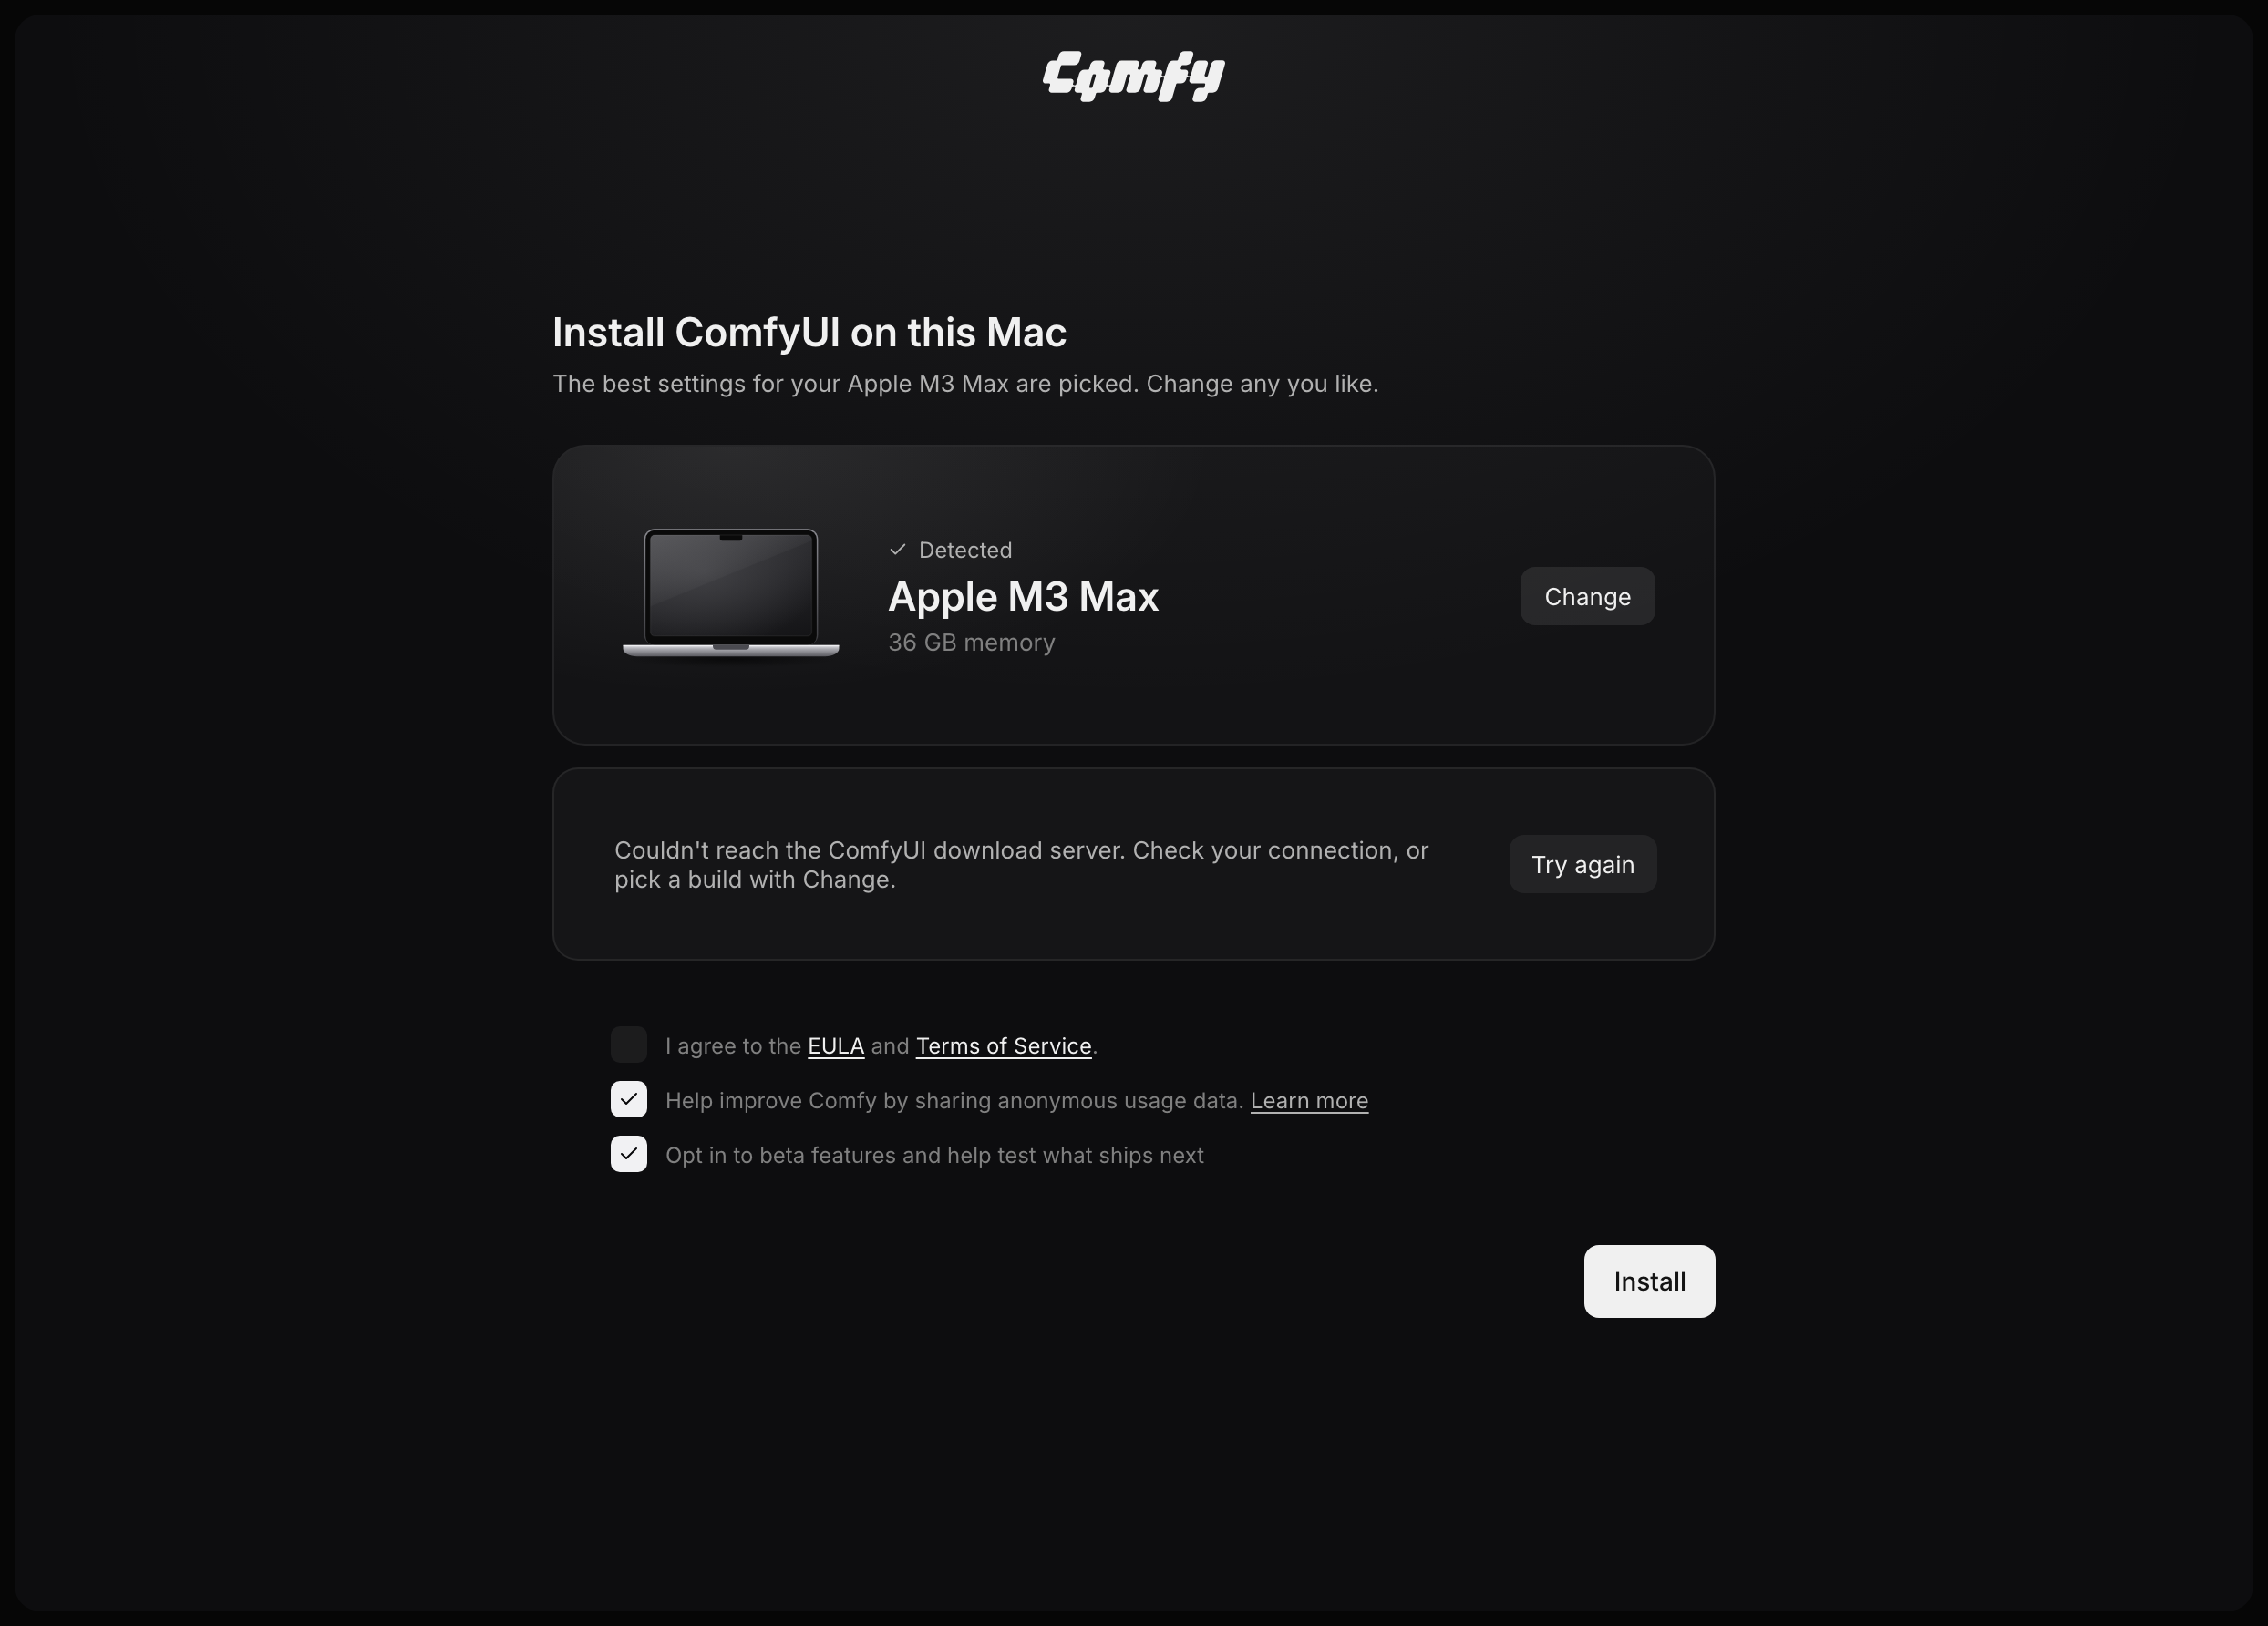 Comfy
Install ComfyUI on this Mac
The best settings for your Apple M3 Max are picked. Change any you like.
Detected
Apple M3 Max
36 GB memory
Change
Couldn't reach the ComfyUI download server. Check your connection, or
pick a build with Change.
Try again
I agree to the EULA and Terms of Service.
Help improve Comfy by sharing anonymous usage data. Learn more
Opt in to beta features and help test what ships next
Install